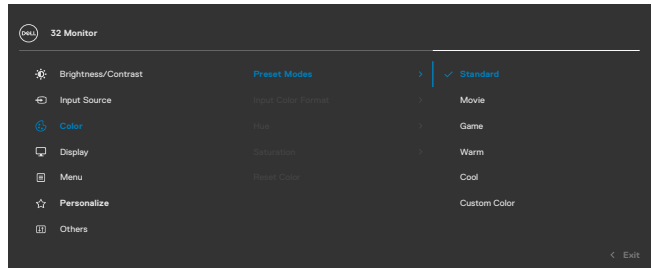 DELL
32 Monitor
Brightness/Contrast
Preset Modes
Standard
Input Source
Input Color Format
Movie
Color
Hue
Game
Display
Saturation
Warm
Menu
Reset Color
Cool
Personalize
Custom Color
Others
Exit